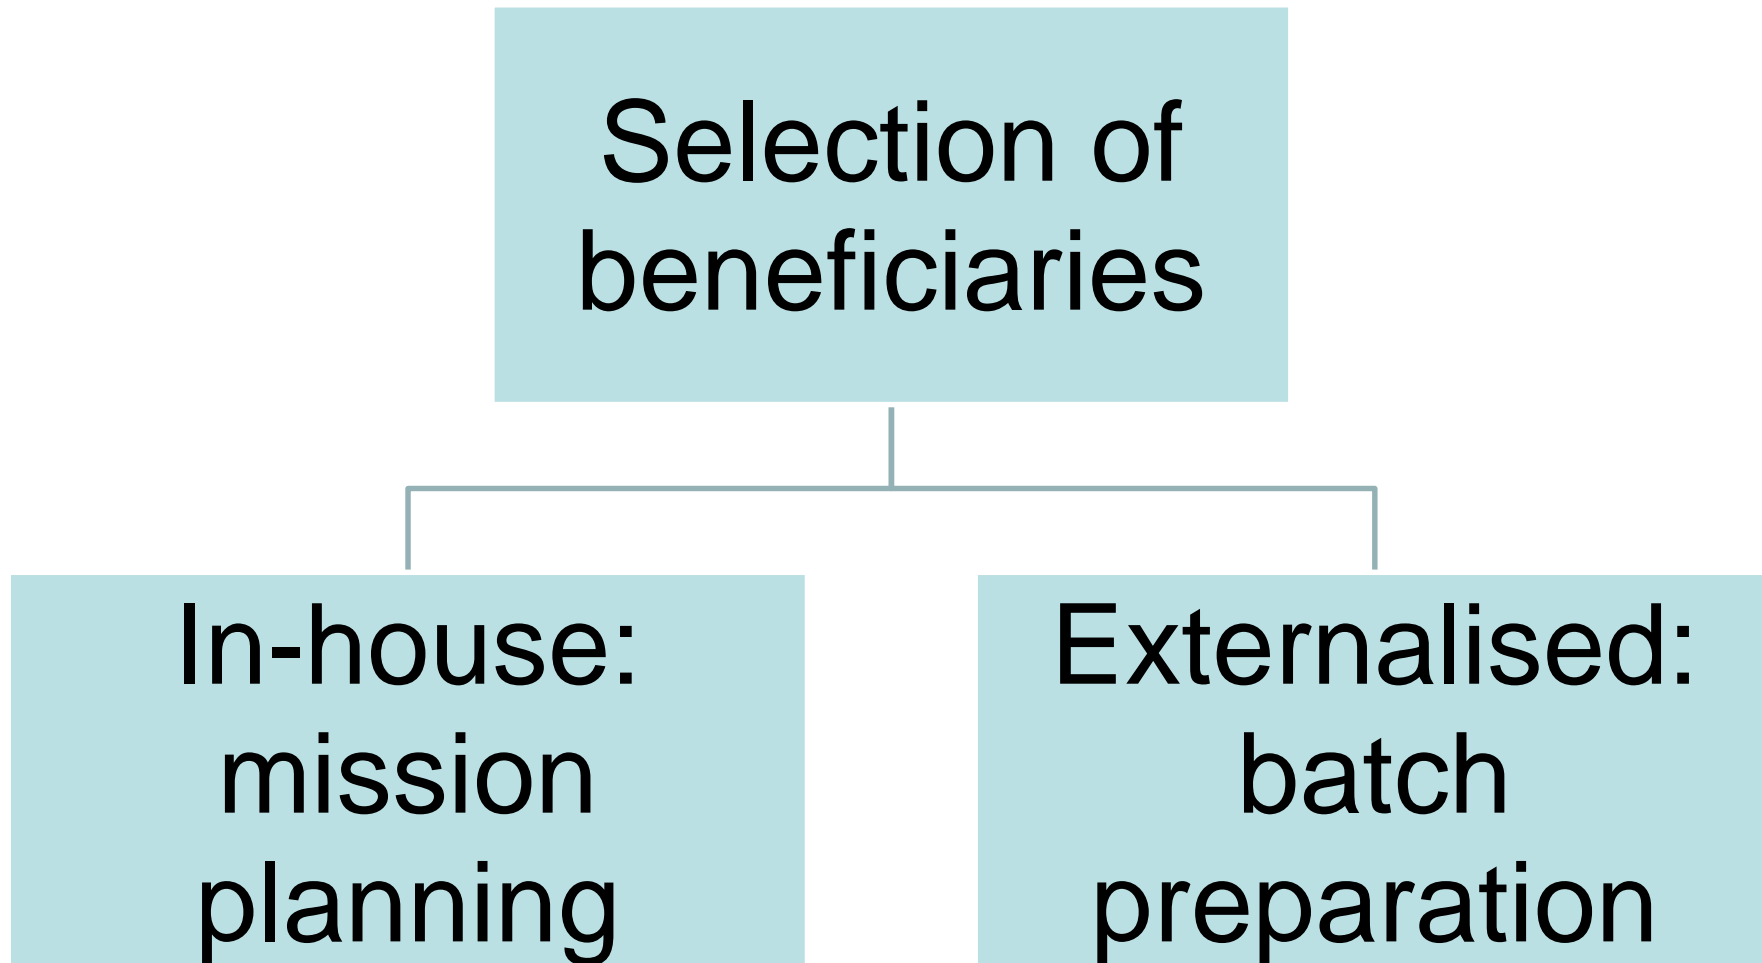 Selection of
beneficiaries
In-house:
mission
planning
Externalised:
batch
preparation